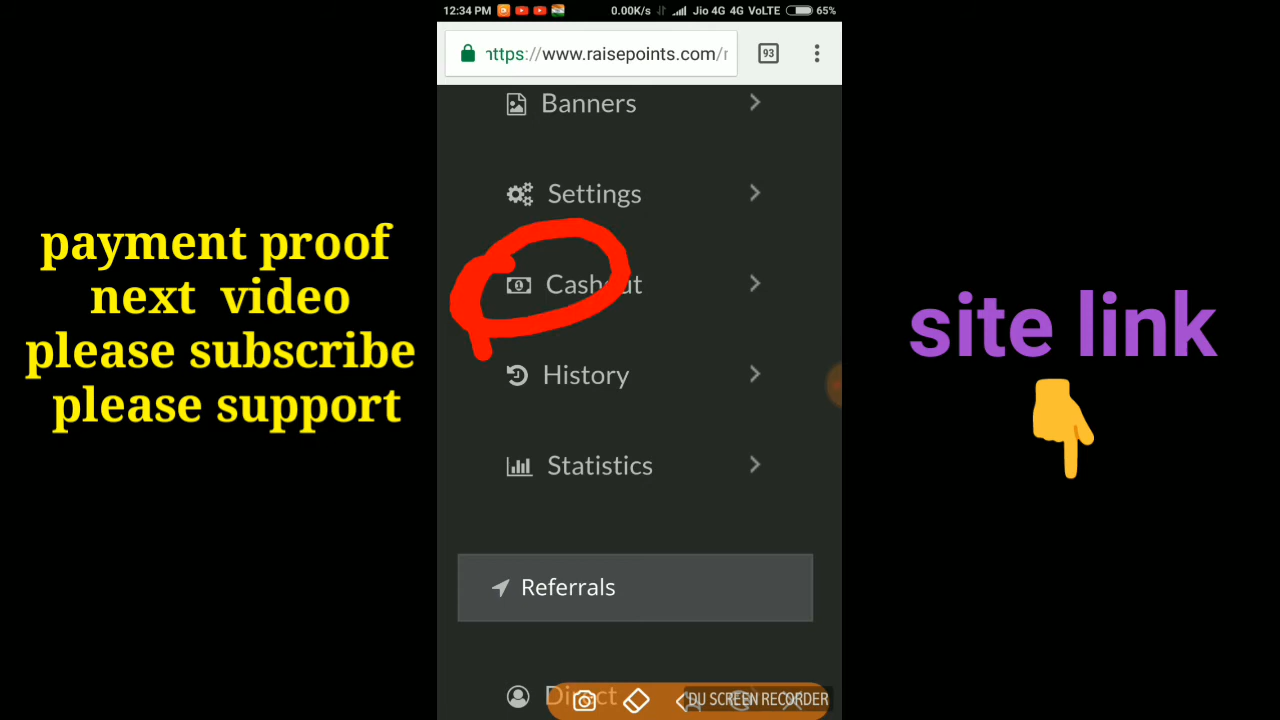 12:34 PM
0.00K/s
Jio 4G 4G VoLTE
65%
https://www.raisepoints.com/r
93
Banners
Settings
Cashout
History
Statistics
Referrals
Direct
DU SCREEN RECORDER
payment proof
next video
please subscribe
please support
site link